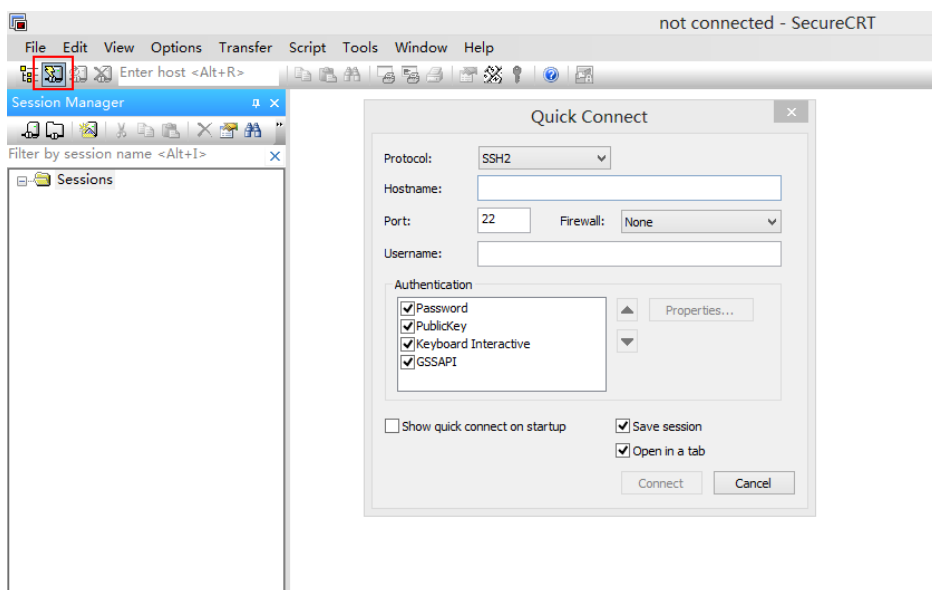 not connected - SecureCRT
File Edit View Options Transfer Script Tools Window Help
Enter host <Alt+R>
Session Manager
Filter by session name <Alt+I>
Sessions
Quick Connect
Protocol: SSH2
Hostname:
Port: 22 Firewall: None
Username:
Authentication
Password
PublicKey
Keyboard Interactive
GSSAPI
Properties...
Show quick connect on startup
Save session
Open in a tab
Connect Cancel